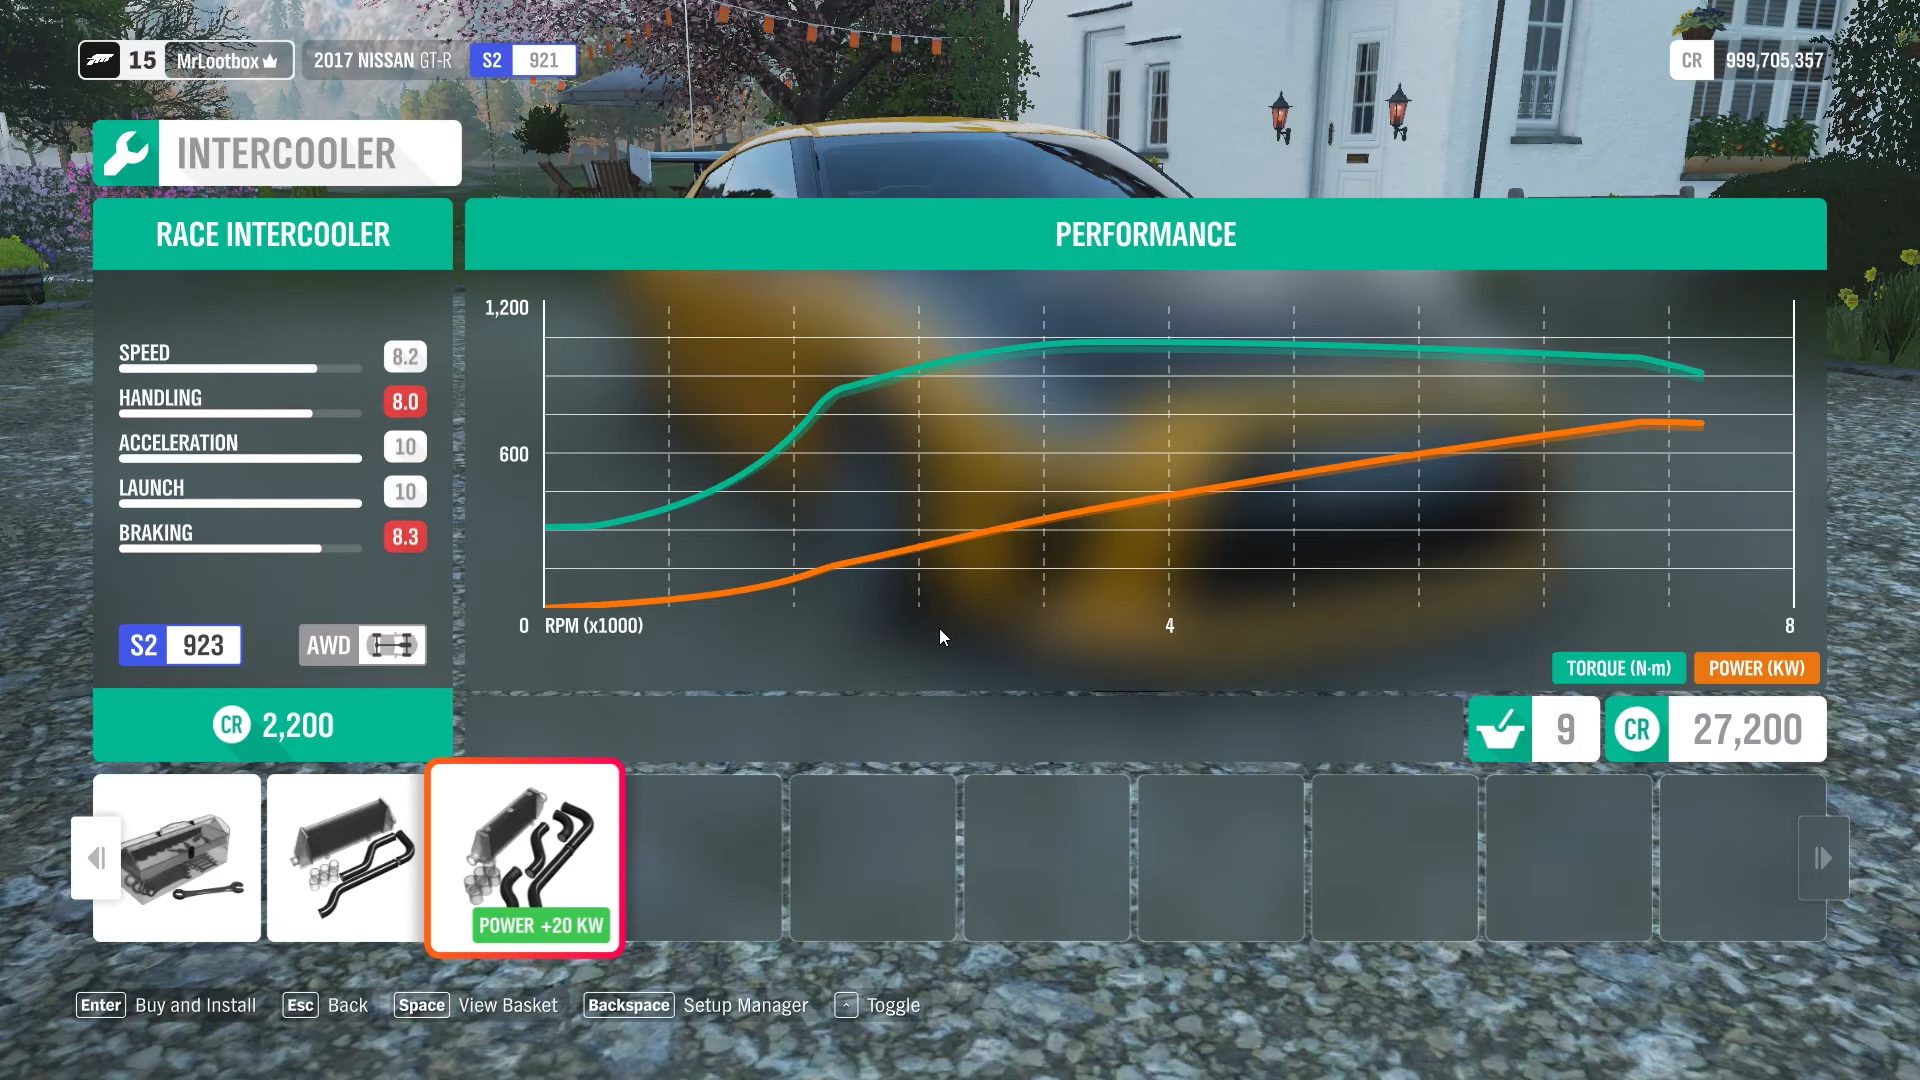 15 MrLootbox 2017 NISSAN GT-R S2 921 CR 999,705,357
INTERCOOLER
RACE INTERCOOLER
PERFORMANCE
SPEED 8.2
HANDLING 8.0
ACCELERATION 10
LAUNCH 10
BRAKING 8.3
S2 923 AWD
CR 2,200
1,200
600
0 RPM (x1000) 4 8
TORQUE (N·m) POWER (KW)
9 CR 27,200
POWER +20 KW
Enter Buy and Install Esc Back Space View Basket Backspace Setup Manager ^ Toggle